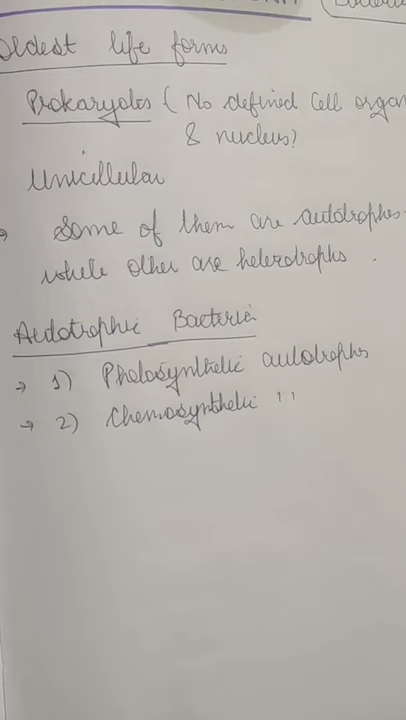 oldest life forms
Prokaryotes ( No defined cell organ
& nucleus)
Unicellular
→ Some of them are autotrophes
while other are heterotrophs .
Autotrophic Bacteria
→ 1) Photosynthetic autotrophs
→ 2) Chemosynthetic "